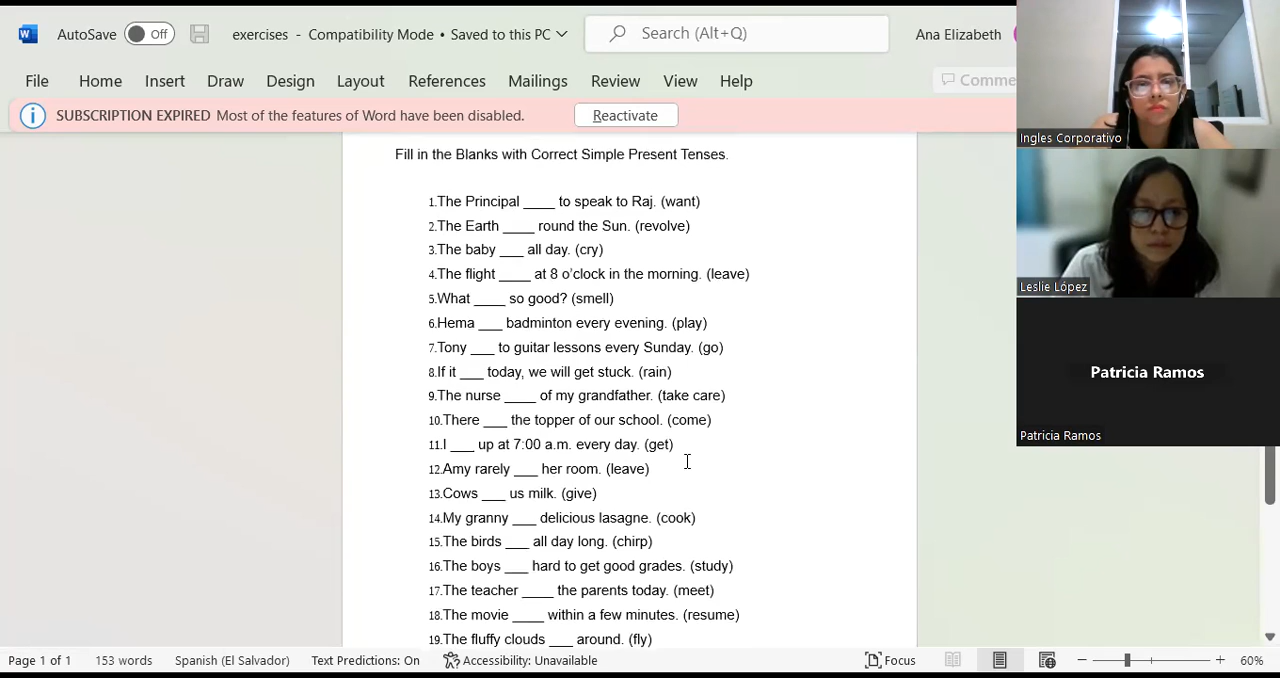 AutoSave Off exercises - Compatibility Mode • Saved to this PC Search (Alt+Q) Ana Elizabeth
File Home Insert Draw Design Layout References Mailings Review View Help Comme
SUBSCRIPTION EXPIRED Most of the features of Word have been disabled. Reactivate
Ingles Corporativo
Leslie López
Patricia Ramos
Patricia Ramos
Fill in the Blanks with Correct Simple Present Tenses.
1.The Principal ____ to speak to Raj. (want)
2.The Earth ____ round the Sun. (revolve)
3.The baby ___ all day. (cry)
4.The flight ____ at 8 o’clock in the morning. (leave)
5.What ____ so good? (smell)
6.Hema ___ badminton every evening. (play)
7.Tony ___ to guitar lessons every Sunday. (go)
8.If it ___ today, we will get stuck. (rain)
9.The nurse ____ of my grandfather. (take care)
10.There ___ the topper of our school. (come)
11.I ___ up at 7:00 a.m. every day. (get)
12.Amy rarely ___ her room. (leave)
13.Cows ___ us milk. (give)
14.My granny ___ delicious lasagne. (cook)
15.The birds ___ all day long. (chirp)
16.The boys ___ hard to get good grades. (study)
17.The teacher ____ the parents today. (meet)
18.The movie ____ within a few minutes. (resume)
19.The fluffy clouds ___ around. (fly)
Page 1 of 1 153 words Spanish (El Salvador) Text Predictions: On Accessibility: Unavailable Focus 60%